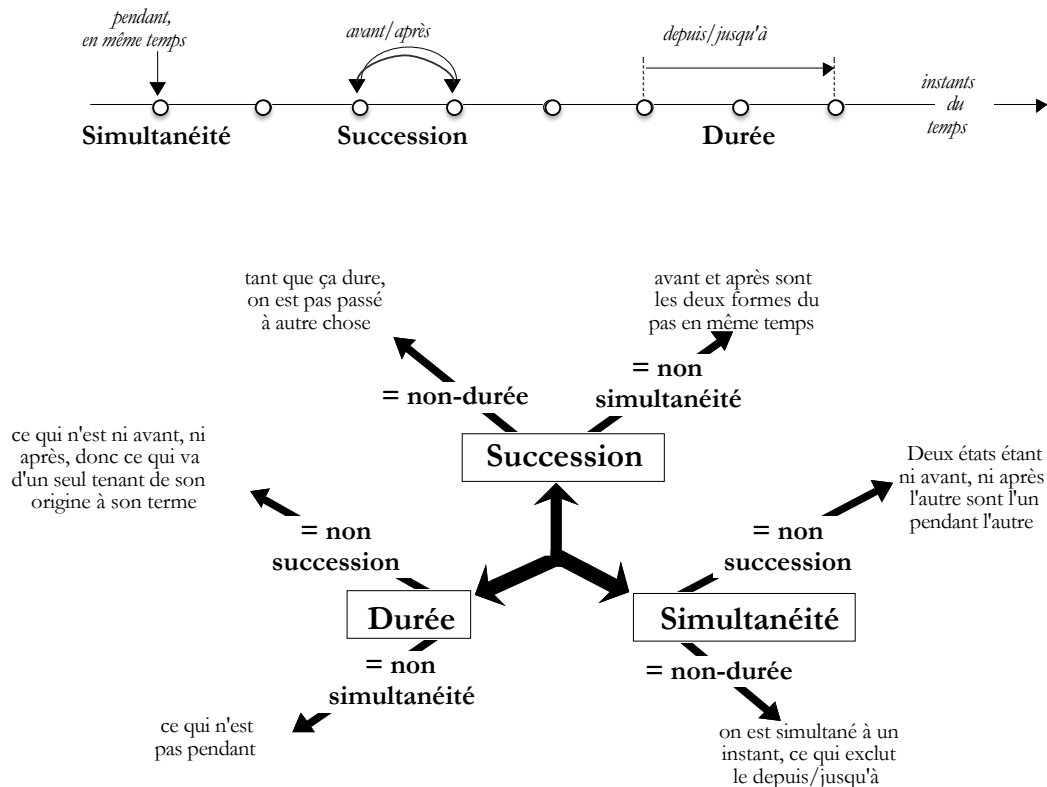 pendant,
en même temps
avant/après
depuis/jusqu'à
instants
du
temps
Simultanéité
Succession
Durée
tant que ça dure,
on est pas passé
à autre chose
avant et après sont
les deux formes du
pas en même temps
= non-durée
= non
simultanéité
Succession
ce qui n'est ni avant, ni
après, donc ce qui va
d'un seul tenant de son
origine à son terme
Deux états étant
ni avant, ni après
l'autre sont l'un
pendant l'autre
= non
succession
= non
succession
Durée
Simultanéité
= non
simultanéité
= non-durée
ce qui n'est
pas pendant
on est simultané à un
instant, ce qui exclut
le depuis/jusqu'à